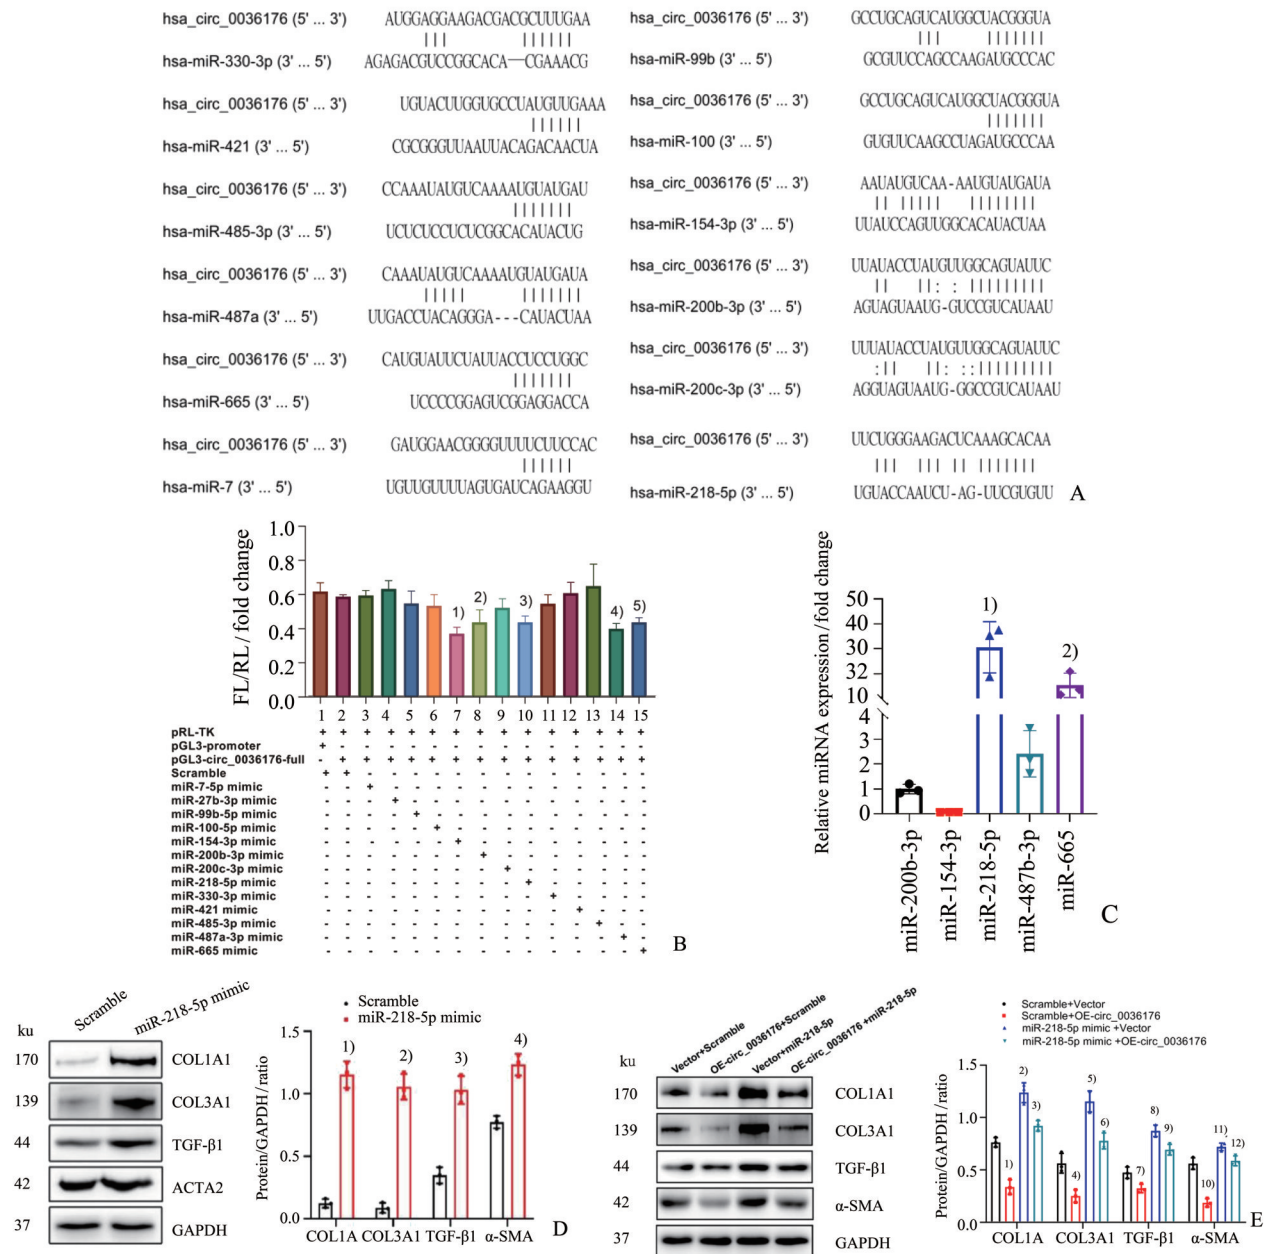 hsa_circ_0036176 (5' ... 3') AUGGAGGAAGACGACGCUUUGAA
hsa-miR-330-3p (3' ... 5') AGAGACGUCCGGCACA—CGAAACG
hsa_circ_0036176 (5' ... 3') UGUACUUGGUGCCUAUGUUGAAA
hsa-miR-421 (3' ... 5') CGCGGGUUAAUUACAGACAACUA
hsa_circ_0036176 (5' ... 3') CCAAAUAUGUCAAAAUGUAUGAU
hsa-miR-485-3p (3' ... 5') UCUCUCCUCUCGGCACAUACUG
hsa_circ_0036176 (5' ... 3') CAAAUAUGUCAAAAUGUAUGAUA
hsa-miR-487a (3' ... 5') UUGACCUACAGGGA---CAUACUAA
hsa_circ_0036176 (5' ... 3') CAUGUAUUCUAUUACCUCCUGGC
hsa-miR-665 (3' ... 5') UCCCCGGAGUCGGAGGACCA
hsa_circ_0036176 (5' ... 3') GAUGGAACGGGGUUUUCUUCCAC
hsa-miR-7 (3' ... 5') UGUUGUUUUAGUGAUCAGAAGGU
hsa_circ_0036176 (5' ... 3') GCCUGCAGUCAUGGCUACGGGUA
hsa-miR-99b (3' ... 5') GCGUUCCAGCCAAGAUGCCCAC
hsa_circ_0036176 (5' ... 3') GCCUGCAGUCAUGGCUACGGGUA
hsa-miR-100 (3' ... 5') GUGUUCAAGCCUAGAUGCCCAA
hsa_circ_0036176 (5' ... 3') AAUAUGUCAA-AAUGUAUGAUA
hsa-miR-154-3p (3' ... 5') UUAUCCAGUUGGCACAUACUAA
hsa_circ_0036176 (5' ... 3') UUAUACCUAUGUUGGCAGUAUUC
hsa-miR-200b-3p (3' ... 5') AGUAGUAAUG-GUCCGUCAUAAU
hsa_circ_0036176 (5' ... 3') UUUAUACCUAUGUUGGCAGUAUUC
hsa-miR-200c-3p (3' ... 5') AGGUAGUAAUG-GGCCGUCAUAAU
hsa_circ_0036176 (5' ... 3') UUCUGGGAAGACUCAAAGCACAA
hsa-miR-218-5p (3' ... 5') UGUACCAAUCU-AG-UUCGUGUU
A
FL/RL/fold change
1.0
0.8
0.6
0.4
0.2
0.0
1) 2) 3) 4) 5)
1 2 3 4 5 6 7 8 9 10 11 12 13 14 15
pRL-TK + + + + + + + + + + + + + + +
pGL3-promoter + - - - - - - - - - - - - - -
pGL3-circ_0036176-full - + + + + + + + + + + + + + +
Scramble + + - - - - - - - - - - - - -
miR-7-5p mimic - - + - - - - - - - - - - - -
miR-27b-3p mimic - - - + - - - - - - - - - - -
miR-99b-5p mimic - - - - + - - - - - - - - - -
miR-100-5p mimic - - - - - + - - - - - - - - -
miR-154-3p mimic - - - - - - + - - - - - - - -
miR-200b-3p mimic - - - - - - - + - - - - - - -
miR-200c-3p mimic - - - - - - - - + - - - - - -
miR-218-5p mimic - - - - - - - - - + - - - - -
miR-330-3p mimic - - - - - - - - - - + - - - -
miR-421 mimic - - - - - - - - - - - + - - -
miR-485-3p mimic - - - - - - - - - - - - + - -
miR-487a-3p mimic - - - - - - - - - - - - - + -
miR-665 mimic - - - - - - - - - - - - - - +
B
Relative miRNA expression/fold change
50
40
30
32
10
4
3
2
1
0
1) 2)
miR-200b-3p
miR-154-3p
miR-218-5p
miR-487b-3p
miR-665
C
Scramble
miR-218-5p mimic
ku
170 COL1A1
139 COL3A1
44 TGF-β1
42 ACTA2
37 GAPDH
Scramble
miR-218-5p mimic
Protein/GAPDH/ratio
1.5
1.0
0.5
0.0
1) 2) 3) 4)
COL1A COL3A1 TGF-β1 α-SMA
D
Vector+Scramble
OE-circ_0036176+Scramble
Vector+miR-218-5p
OE-circ_0036176 +miR-218-5p
ku
170 COL1A1
139 COL3A1
44 TGF-β1
42 α-SMA
37 GAPDH
Scramble+Vector
Scramble+OE-circ_0036176
miR-218-5p mimic +Vector
miR-218-5p mimic +OE-circ_0036176
Protein/GAPDH/ratio
1.5
1.0
0.5
0.0
1) 2) 3) 4) 5) 6) 7) 8) 9) 10) 11) 12)
COL1A COL3A1 TGF-β1 α-SMA
E